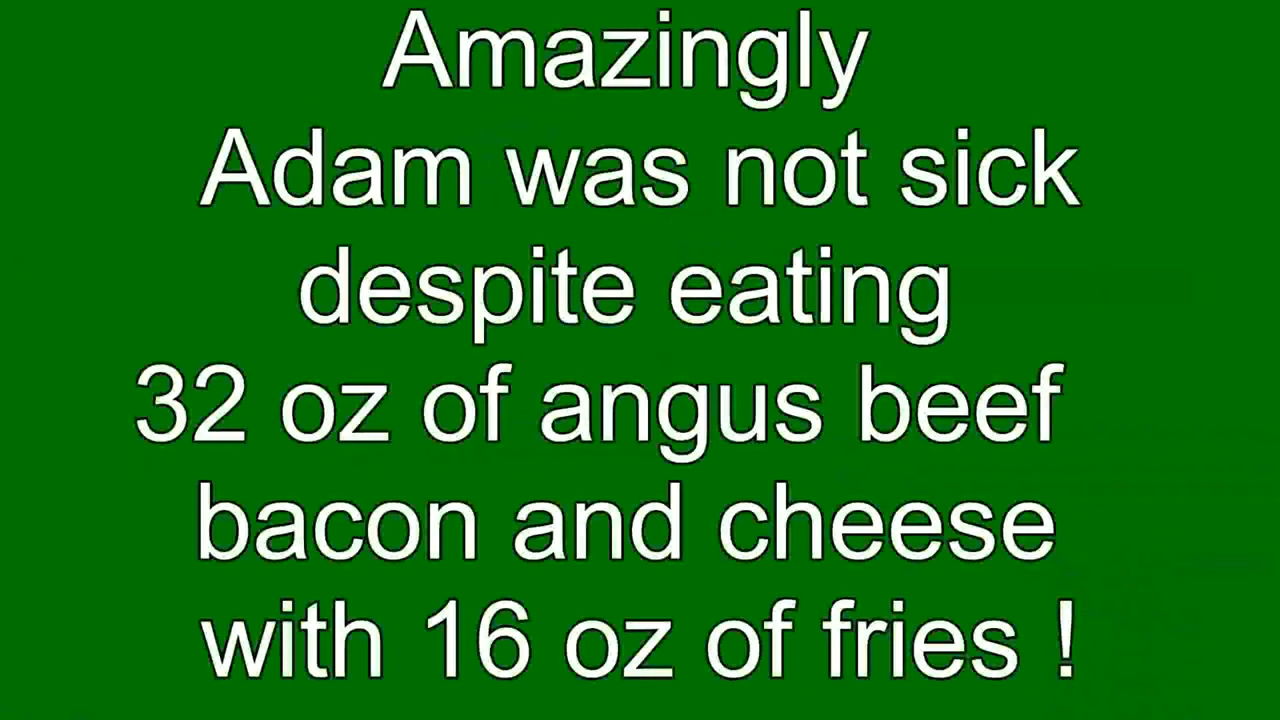 Amazingly
Adam was not sick
despite eating
32 oz of angus beef
bacon and cheese
with 16 oz of fries !